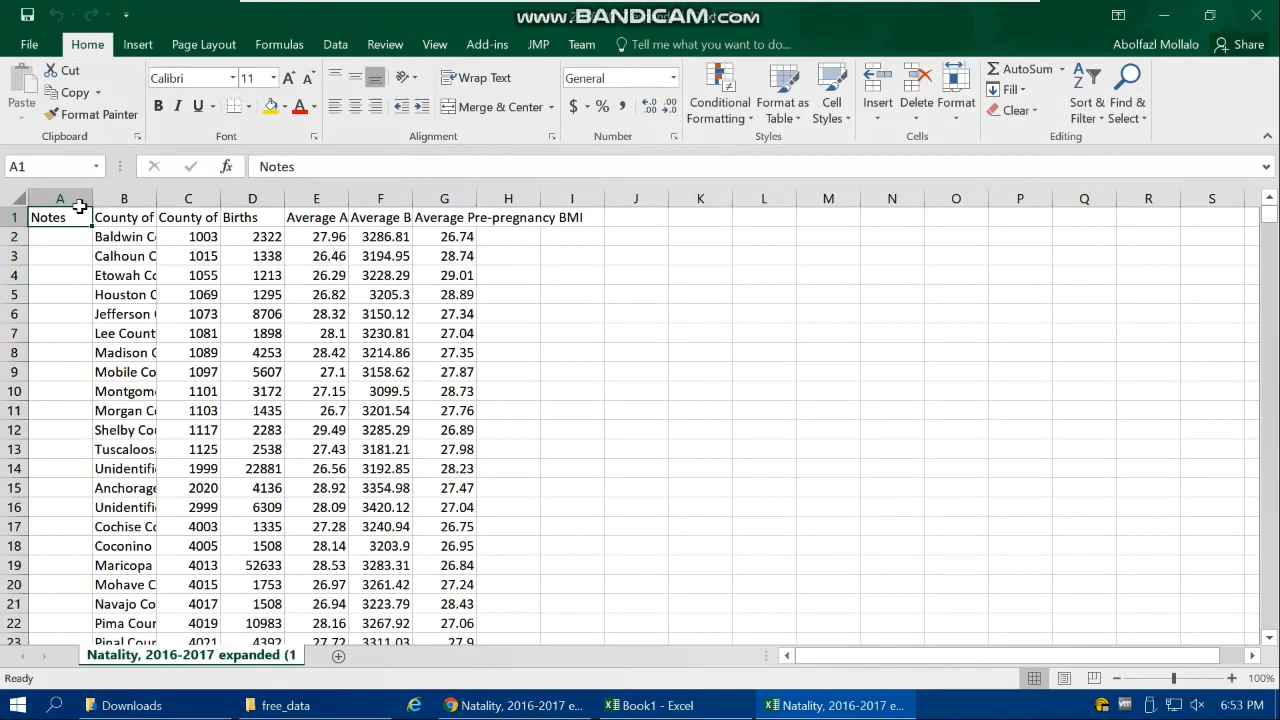 www.BANDICAM.com
File Home Insert Page Layout Formulas Data Review View Add-ins JMP Team Tell me what you want to do... Abolfazl Mollalo Share
Paste Cut Copy Format Painter Clipboard
Calibri 11 B I U A Font
Wrap Text Merge & Center Alignment
General $ % , Number
Conditional Formatting Format as Table Cell Styles Styles
Insert Delete Format Cells
AutoSum Fill Clear Sort & Filter Find & Select Editing
A1 fx Notes
A B C D E F G H I J K L M N O P Q R S
1 Notes County of County of Births Average A Average B Average Pre-pregnancy BMI
2 Baldwin Co 1003 2322 27.96 3286.81 26.74
3 Calhoun C 1015 1338 26.46 3194.95 28.74
4 Etowah Co 1055 1213 26.29 3228.29 29.01
5 Houston C 1069 1295 26.82 3205.3 28.89
6 Jefferson 1073 8706 28.32 3150.12 27.34
7 Lee Count 1081 1898 28.1 3230.81 27.04
8 Madison C 1089 4253 28.42 3214.86 27.35
9 Mobile Co 1097 5607 27.1 3158.62 27.87
10 Montgom 1101 3172 27.15 3099.5 28.73
11 Morgan Co 1103 1435 26.7 3201.54 27.76
12 Shelby Cou 1117 2283 29.49 3285.29 26.89
13 Tuscaloosa 1125 2538 27.43 3181.21 27.98
14 Unidentifi 1999 22881 26.56 3192.85 28.23
15 Anchorage 2020 4136 28.92 3354.98 27.47
16 Unidentifi 2999 6309 28.09 3420.12 27.04
17 Cochise Co 4003 1335 27.28 3240.94 26.75
18 Coconino 4005 1508 28.14 3203.9 26.95
19 Maricopa 4013 52633 28.53 3283.31 26.84
20 Mohave C 4015 1753 26.97 3261.42 27.24
21 Navajo Co 4017 1508 26.94 3223.79 28.43
22 Pima Coun 4019 10983 28.16 3267.92 27.06
23 Pinal Coun 4021 4392 27.72 3311.03 27.9
Natality, 2016-2017 expanded (1
Ready 100%
Downloads free_data Natality, 2016-2017 e... Book1 - Excel Natality, 2016-2017 e... 6:53 PM